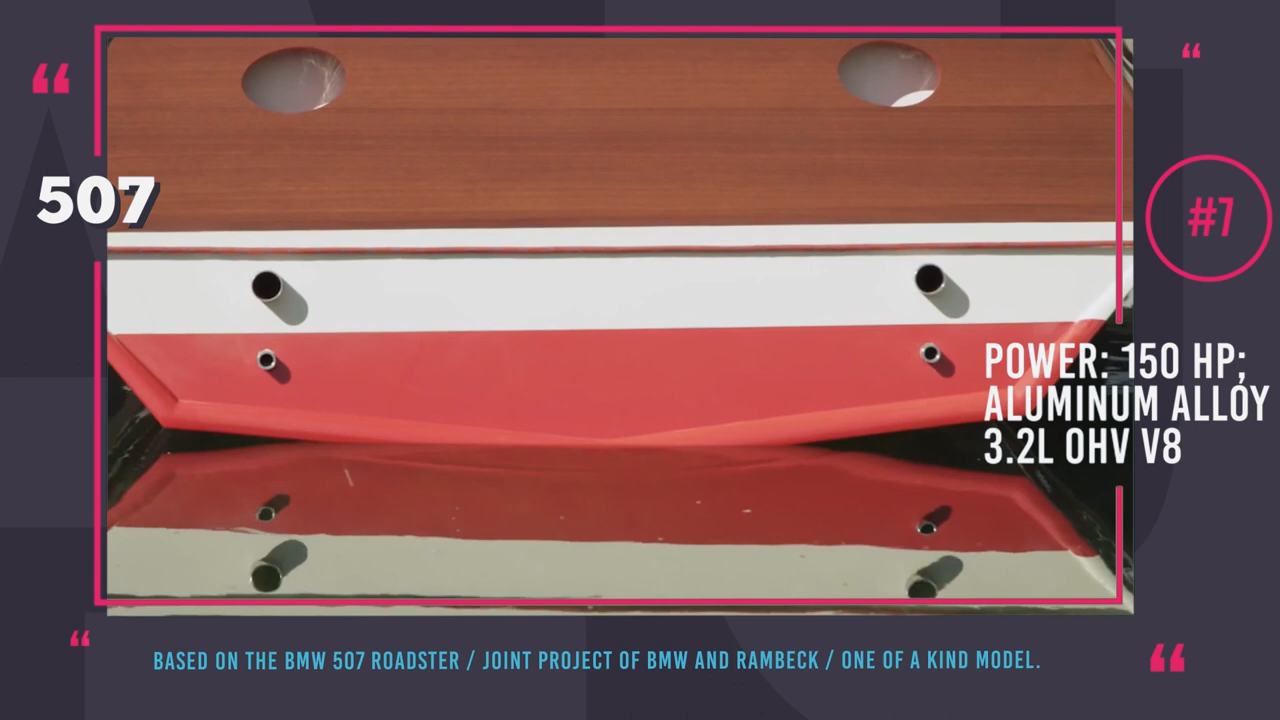 507
#7
POWER: 150 HP;
ALUMINUM ALLOY
3.2L OHV V8
BASED ON THE BMW 507 ROADSTER / JOINT PROJECT OF BMW AND RAMBECK / ONE OF A KIND MODEL.